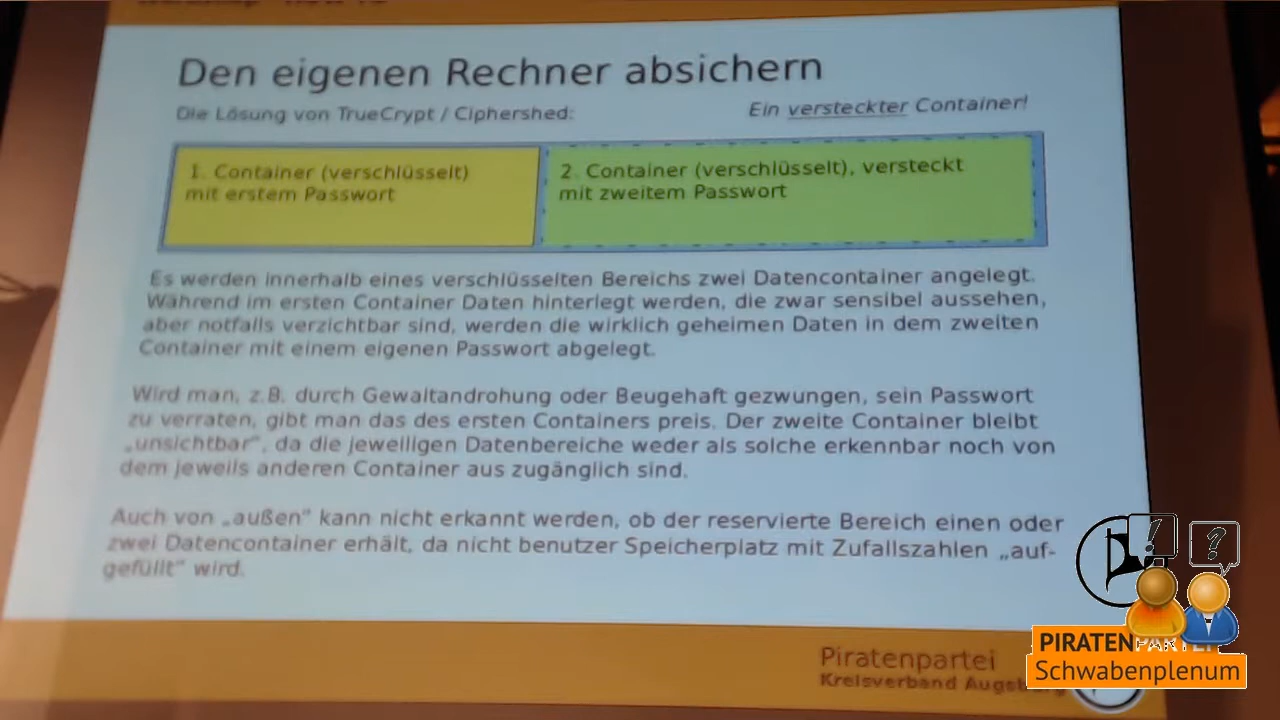 Den eigenen Rechner absichern
Die Lösung von TrueCrypt / Ciphershed:
Ein versteckter Container!
1. Container (verschlüsselt)
mit erstem Passwort
2. Container (verschlüsselt), versteckt
mit zweitem Passwort
Es werden innerhalb eines verschlüsselten Bereichs zwei Datencontainer angelegt.
Während im ersten Container Daten hinterlegt werden, die zwar sensibel aussehen,
aber notfalls verzichtbar sind, werden die wirklich geheimen Daten in dem zweiten
Container mit einem eigenen Passwort abgelegt.
Wird man, z.B. durch Gewaltandrohung oder Beugehaft gezwungen, sein Passwort
zu verraten, gibt man das des ersten Containers preis. Der zweite Container bleibt
„unsichtbar“, da die jeweiligen Datenbereiche weder als solche erkennbar noch von
dem jeweils anderen Container aus zugänglich sind.
Auch von „außen“ kann nicht erkannt werden, ob der reservierte Bereich einen oder
zwei Datencontainer erhält, da nicht benutzer Speicherplatz mit Zufallszahlen „auf-
gefüllt“ wird.
! ?
PIRATENPARTEI
Schwabenplenum
Piratenpartei
Kreisverband Augsburg